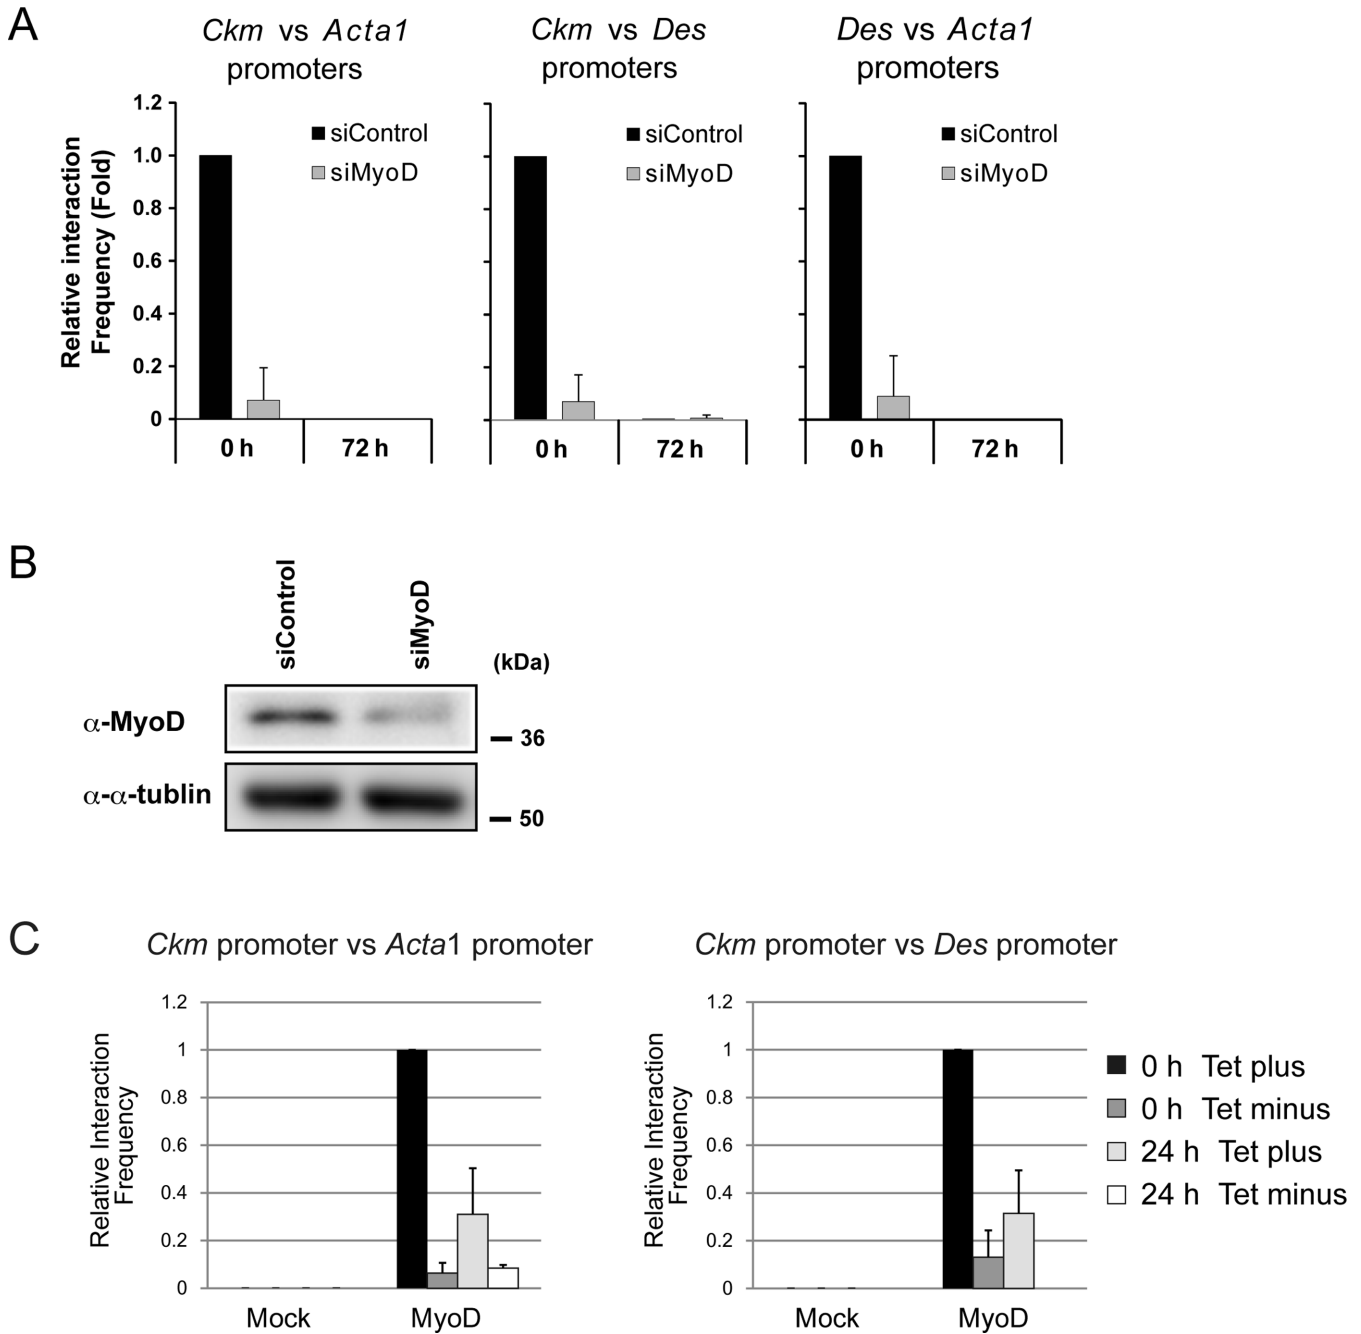 A
Ckm vs Acta1
promoters
Ckm vs Des
promoters
Des vs Acta1
promoters
Relative interaction
Frequency (Fold)
1.2
1.0
0.8
0.6
0.4
0.2
0
siControl
siMyoD
siControl
siMyoD
siControl
siMyoD
0 h
72 h
0 h
72 h
0 h
72 h
B
siControl
siMyoD
(kDa)
α-MyoD
36
α-α-tublin
50
C
Ckm promoter vs Acta1 promoter
Ckm promoter vs Des promoter
Relative Interaction
Frequency
1.2
1
0.8
0.6
0.4
0.2
0
Mock
MyoD
Relative Interaction
Frequency
1.2
1
0.8
0.6
0.4
0.2
0
Mock
MyoD
0 h Tet plus
0 h Tet minus
24 h Tet plus
24 h Tet minus